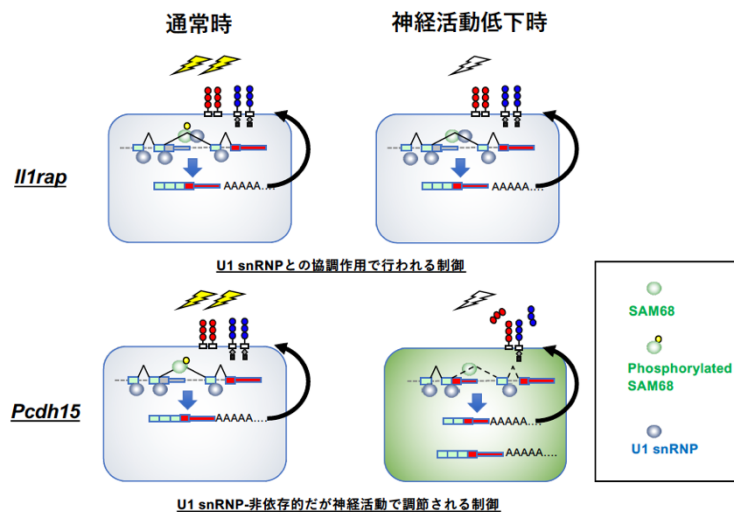 通常時
神経活動低下時
Il1rap
AAAAA....
AAAAA....
U1 snRNPとの協調作用で行われる制御
Pcdh15
AAAAA....
AAAAA....
AAAAA....
U1 snRNP-非依存的だが神経活動で調節される制御
SAM68
Phosphorylated
SAM68
U1 snRNP